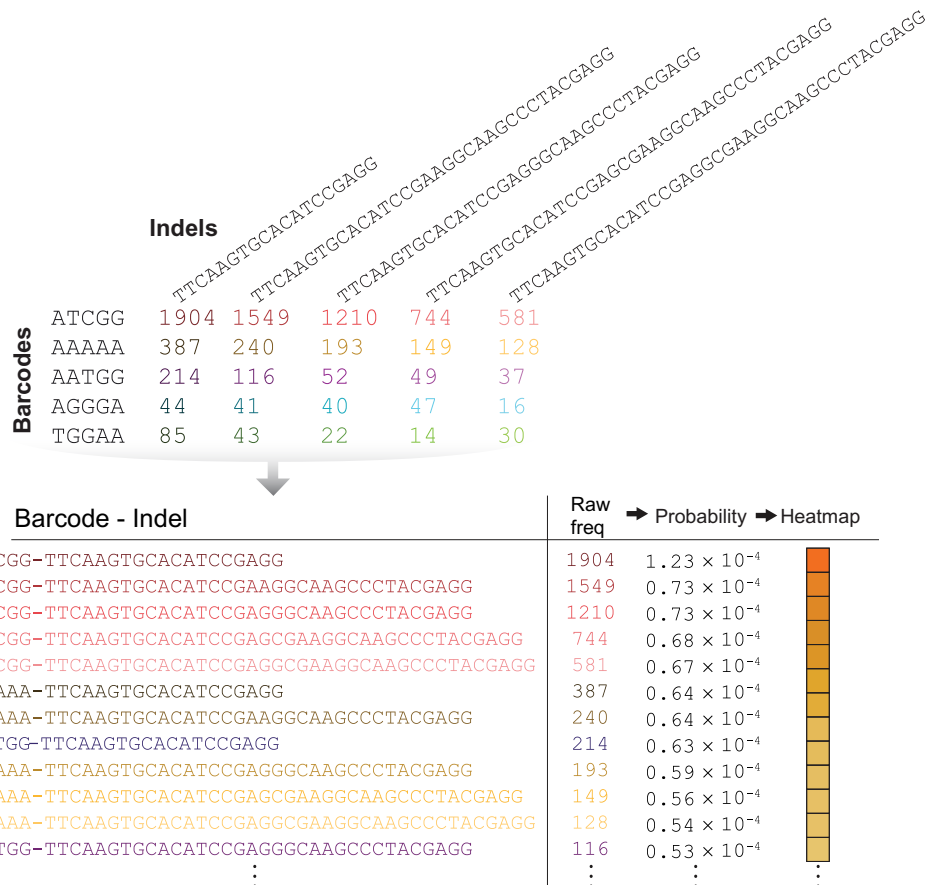 Indels
TTCAAGTGCACATCCGAGG
TTCAAGTGCACATCCGAAGGCAAGCCCTACGAGG
TTCAAGTGCACATCCGAGGGCAAGCCCTACGAGG
TTCAAGTGCACATCCGAGCGAAGGCAAGCCCTACGAGG
TTCAAGTGCACATCCGAGGCGAAGGCAAGCCCTACGAGG
Barcodes
ATCGG 1904 1549 1210 744 581
AAAAA 387 240 193 149 128
AATGG 214 116 52 49 37
AGGGA 44 41 40 47 16
TGGAA 85 43 22 14 30
Barcode - Indel Raw freq ➡ Probability ➡ Heatmap
CGG-TTCAAGTGCACATCCGAGG 1904 1.23 × 10⁻⁴
CGG-TTCAAGTGCACATCCGAAGGCAAGCCCTACGAGG 1549 0.73 × 10⁻⁴
CGG-TTCAAGTGCACATCCGAGGGCAAGCCCTACGAGG 1210 0.73 × 10⁻⁴
CGG-TTCAAGTGCACATCCGAGCGAAGGCAAGCCCTACGAGG 744 0.68 × 10⁻⁴
CGG-TTCAAGTGCACATCCGAGGCGAAGGCAAGCCCTACGAGG 581 0.67 × 10⁻⁴
AAA-TTCAAGTGCACATCCGAGG 387 0.64 × 10⁻⁴
AAA-TTCAAGTGCACATCCGAAGGCAAGCCCTACGAGG 240 0.64 × 10⁻⁴
TGG-TTCAAGTGCACATCCGAGG 214 0.63 × 10⁻⁴
AAA-TTCAAGTGCACATCCGAGGGCAAGCCCTACGAGG 193 0.59 × 10⁻⁴
AAA-TTCAAGTGCACATCCGAGCGAAGGCAAGCCCTACGAGG 149 0.56 × 10⁻⁴
AAA-TTCAAGTGCACATCCGAGGCGAAGGCAAGCCCTACGAGG 128 0.54 × 10⁻⁴
TGG-TTCAAGTGCACATCCGAGGGCAAGCCCTACGAGG 116 0.53 × 10⁻⁴